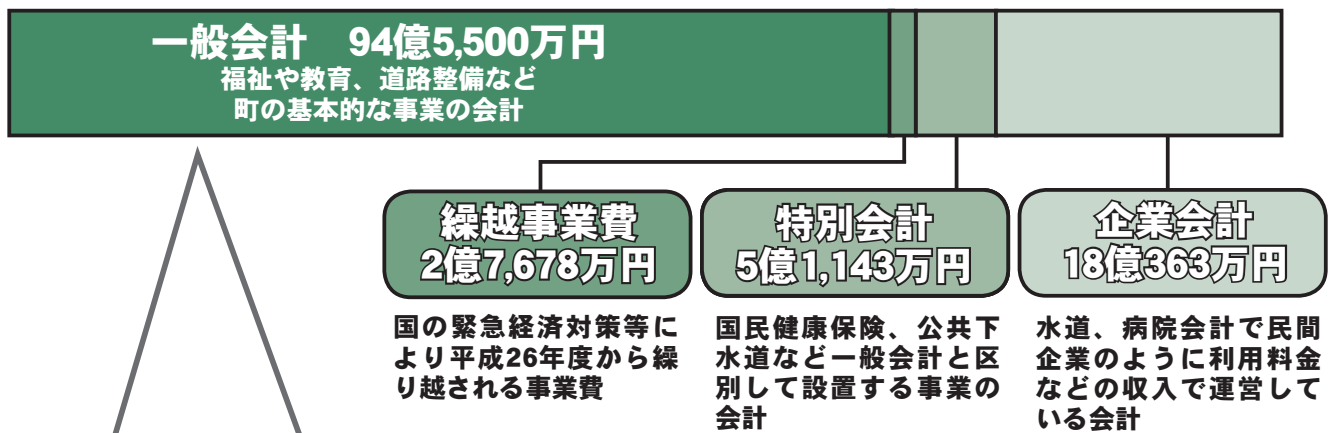 一般会計 94億5,500万円
福祉や教育、道路整備など
町の基本的な事業の会計
繰越事業費
2億7,678万円
国の緊急経済対策等に
より平成26年度から繰
り越される事業費
特別会計
5億1,143万円
国民健康保険、公共下
水道など一般会計と区
別して設置する事業の
会計
企業会計
18億363万円
水道、病院会計で民間
企業のように利用料金
などの収入で運営して
いる会計